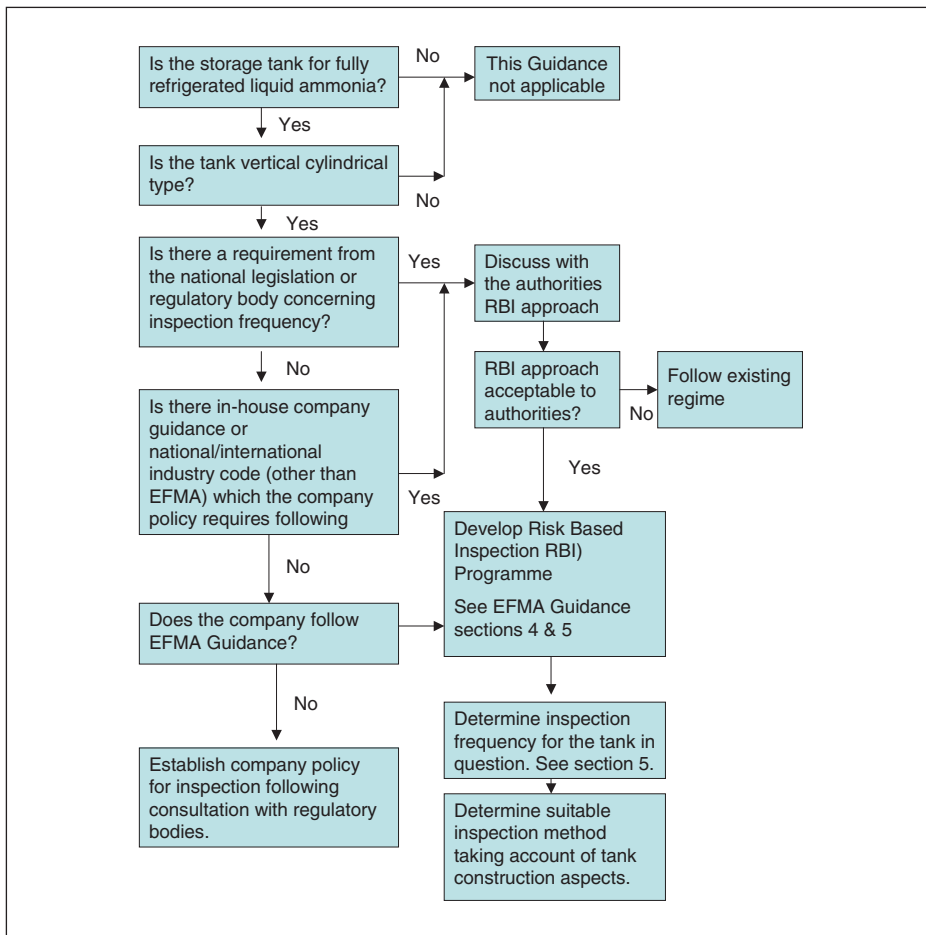 Is the storage tank for fully
refrigerated liquid ammonia?
No
This Guidance
not applicable
Yes
Is the tank vertical cylindrical
type?
No
Yes
Is there a requirement from
the national legislation or
regulatory body concerning
inspection frequency?
Yes
Discuss with
the authorities
RBI approach
No
RBI approach
acceptable to
authorities?
No
Follow existing
regime
Is there in-house company
guidance or
national/international
industry code (other than
EFMA) which the company
policy requires following
Yes
Yes
Develop Risk Based
Inspection RBI)
Programme
See EFMA Guidance
sections 4 & 5
No
Does the company follow
EFMA Guidance?
No
Determine inspection
frequency for the tank in
question. See section 5.
Establish company policy
for inspection following
consultation with regulatory
bodies.
Determine suitable
inspection method
taking account of tank
construction aspects.